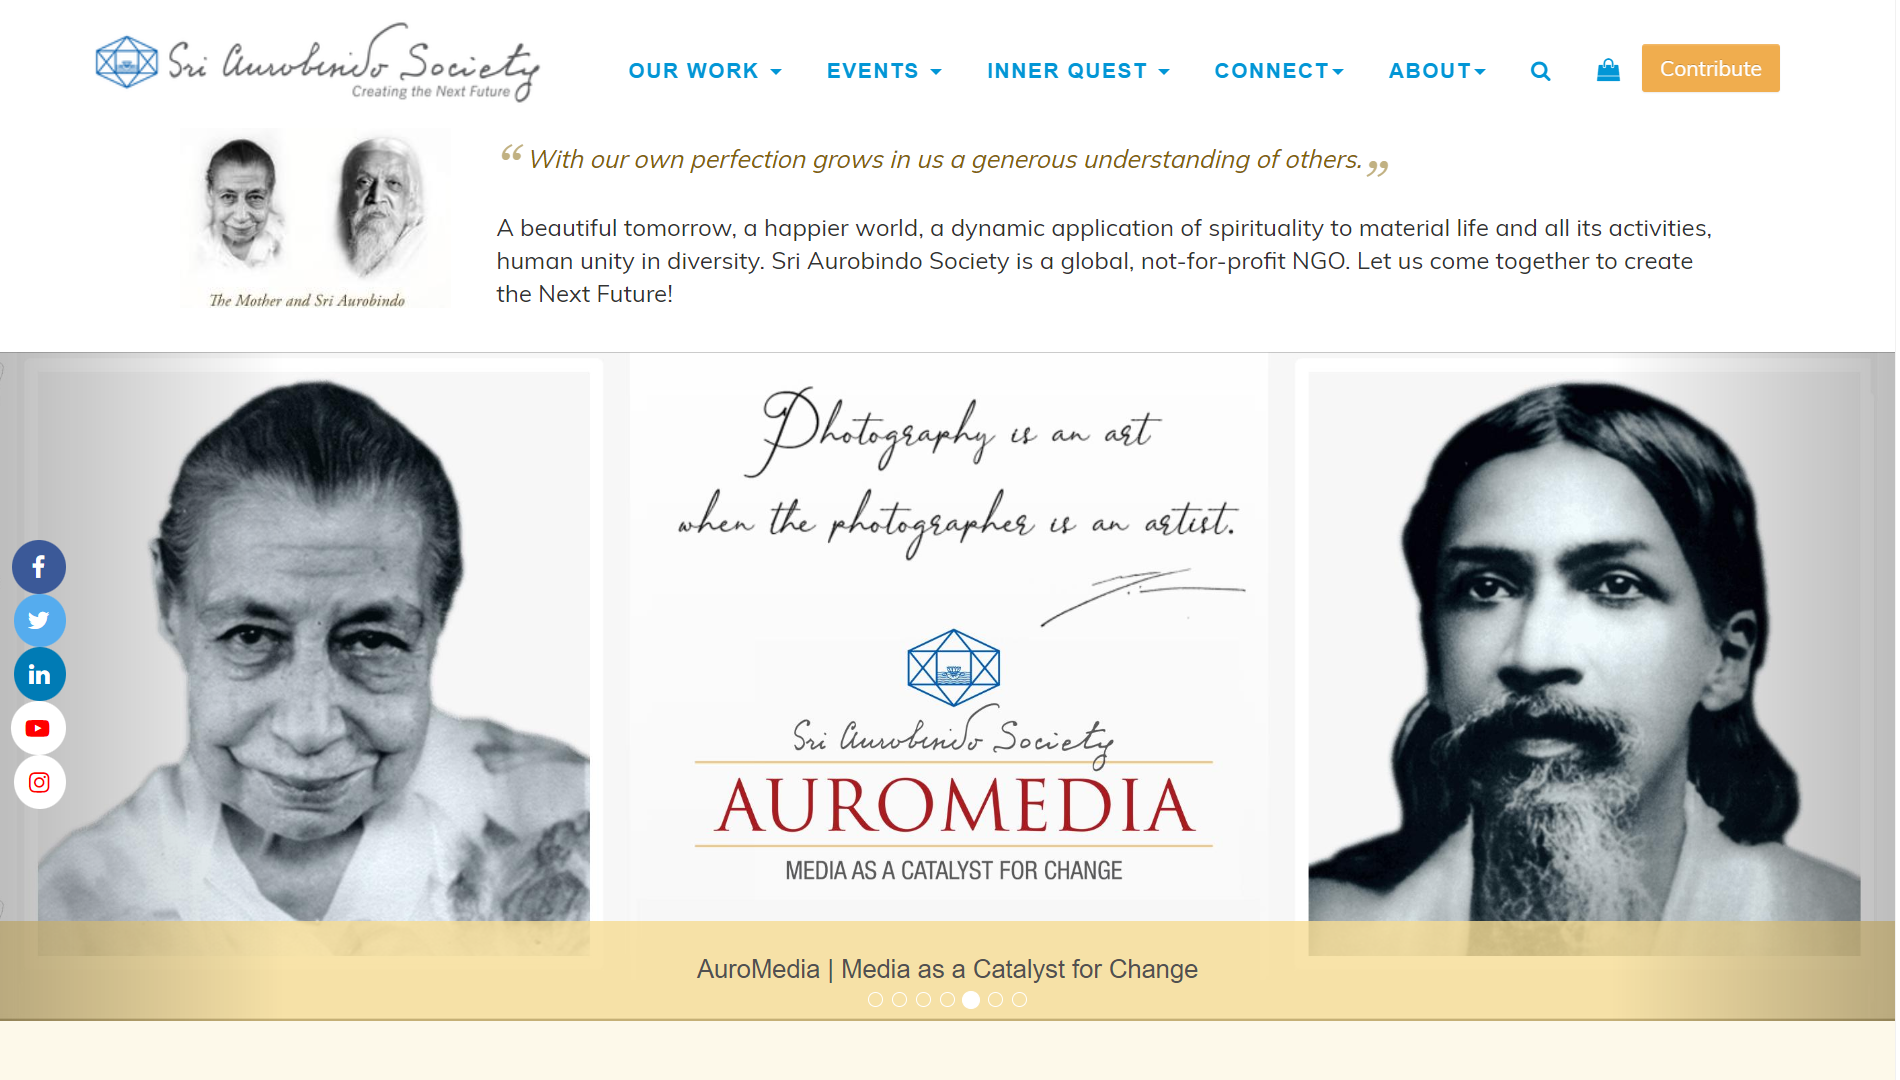 Sri Aurobindo Society
Creating the Next Future
OUR WORK
EVENTS
INNER QUEST
CONNECT
ABOUT
Contribute
The Mother and Sri Aurobindo
“ With our own perfection grows in us a generous understanding of others. ”
A beautiful tomorrow, a happier world, a dynamic application of spirituality to material life and all its activities,
human unity in diversity. Sri Aurobindo Society is a global, not-for-profit NGO. Let us come together to create
the Next Future!
Photography is an art
when the photographer is an artist.
Sri Aurobindo Society
AUROMEDIA
MEDIA AS A CATALYST FOR CHANGE
AuroMedia | Media as a Catalyst for Change